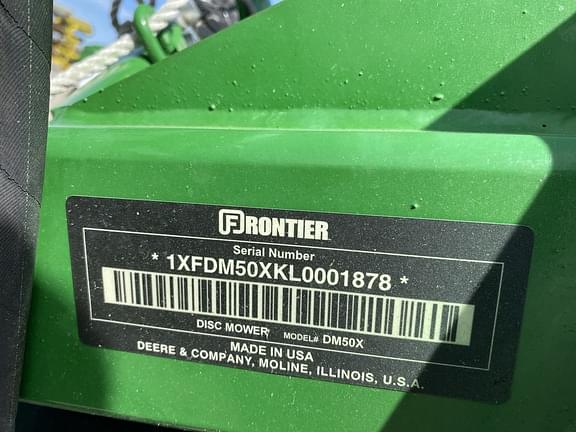 FRONTIER
Serial Number
* 1XFDM50XKL0001878 *
DISC MOWER MODEL# DM50X
MADE IN USA
DEERE & COMPANY, MOLINE, ILLINOIS, U.S.A.